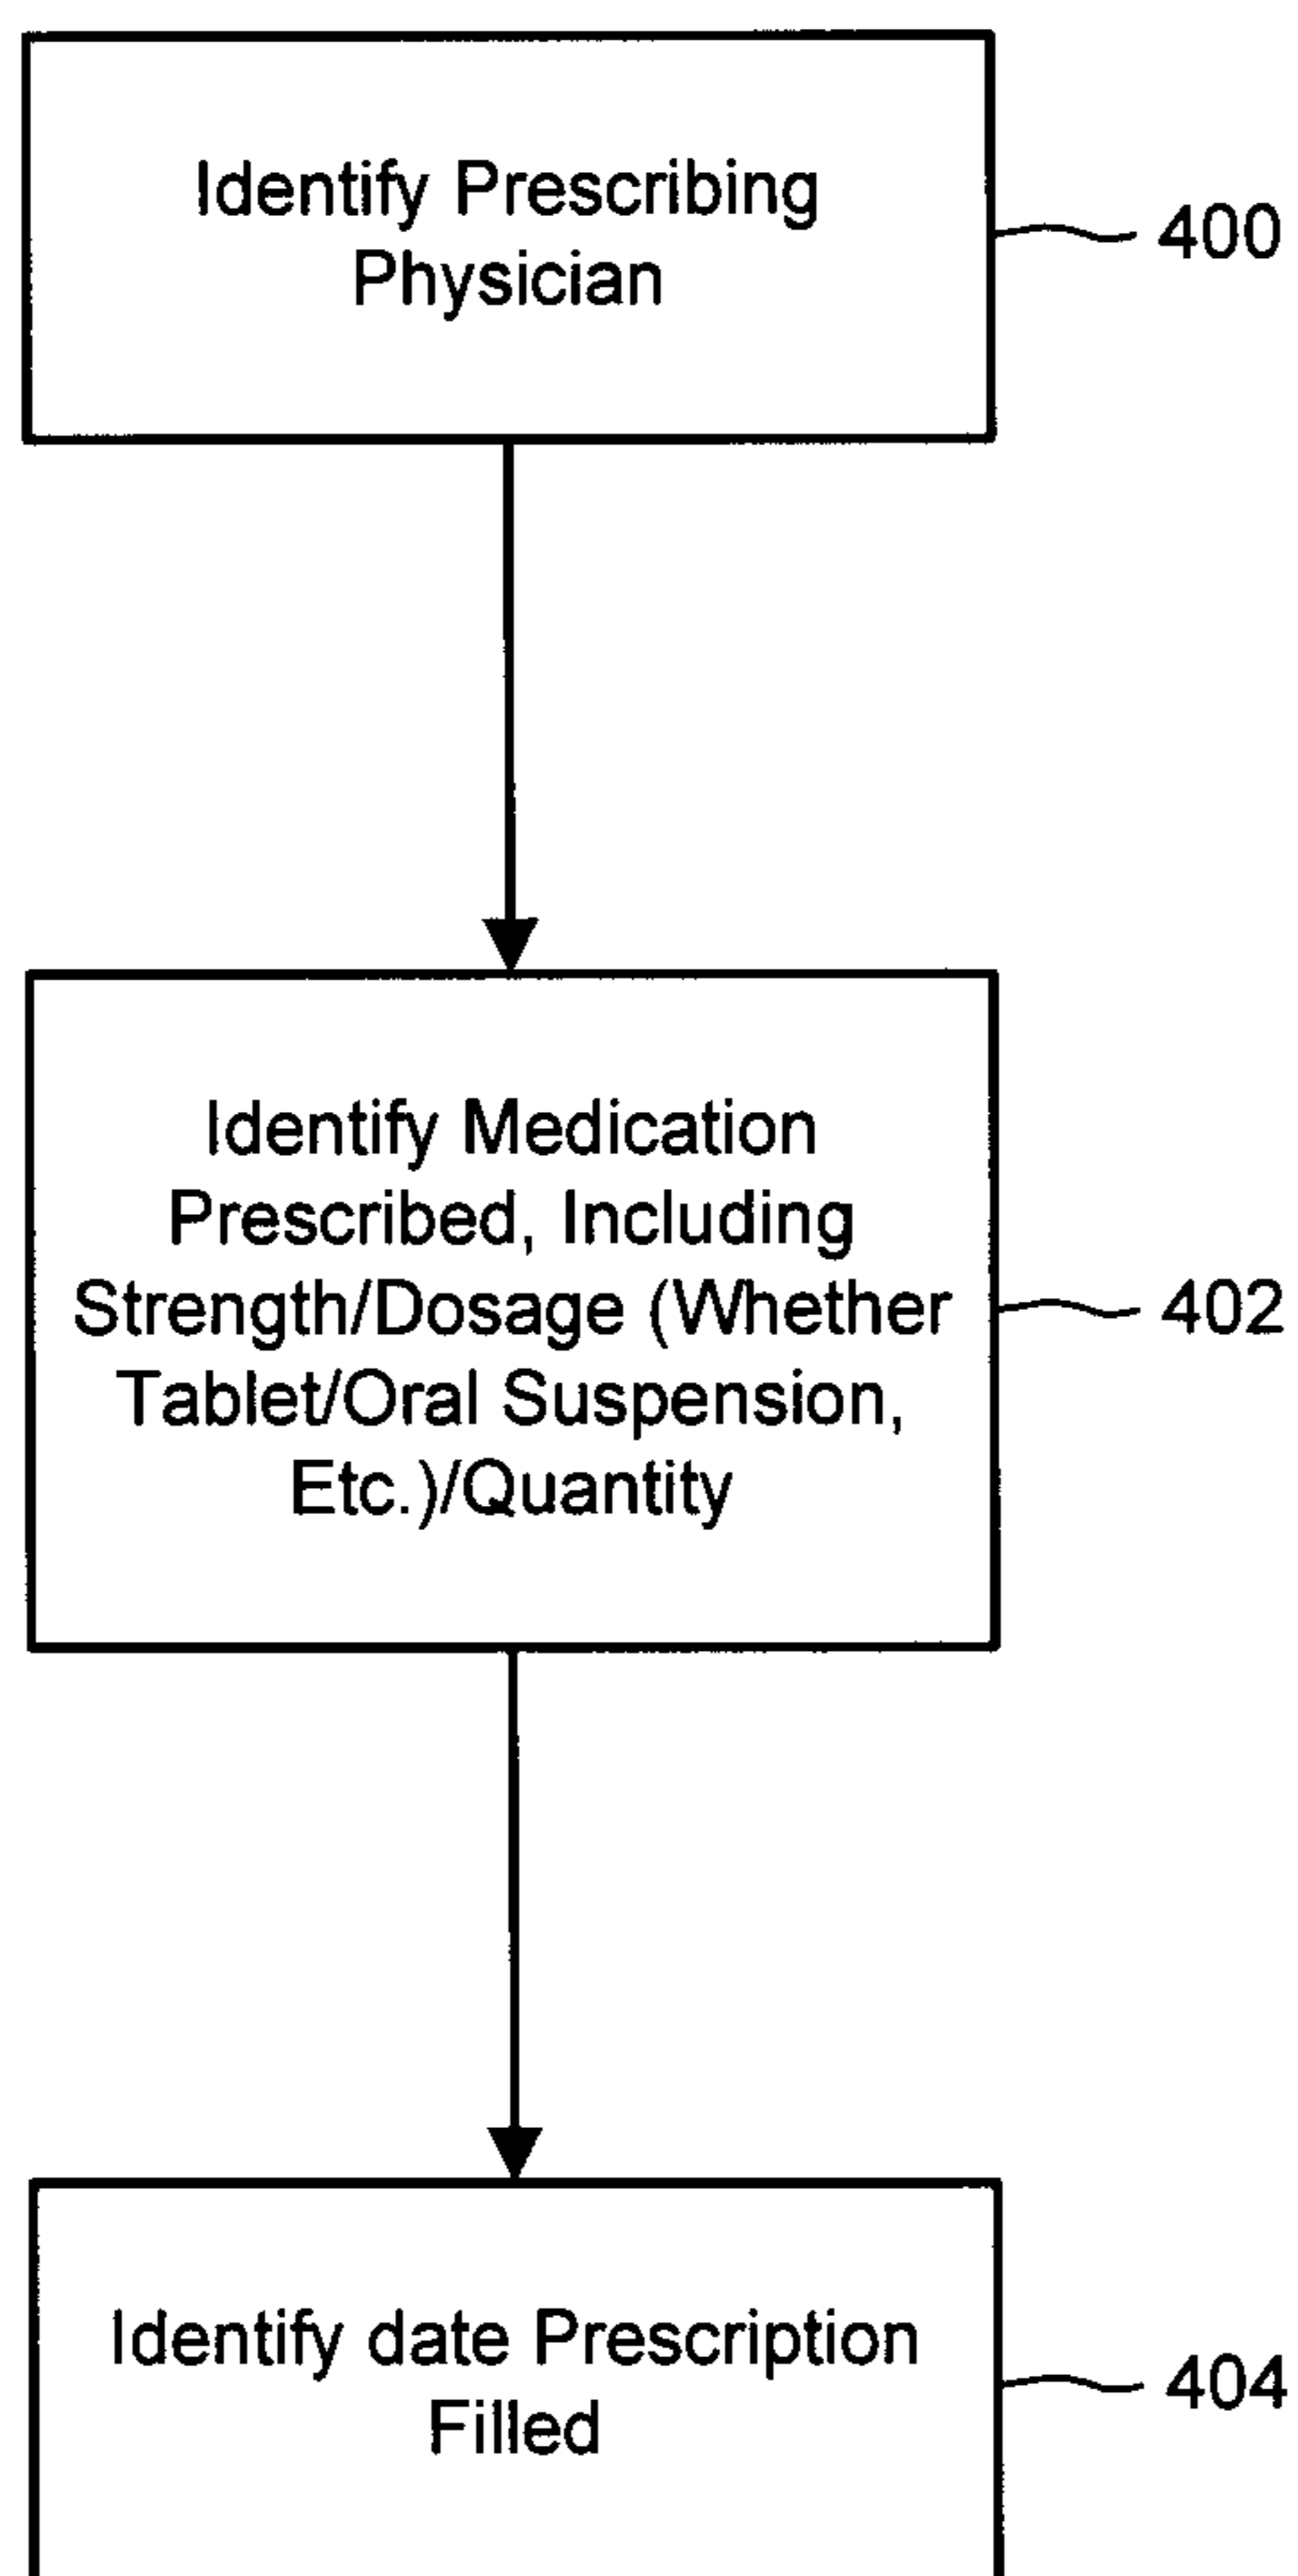 Identify Prescribing
Physician
400
Identify Medication
Prescribed, Including
Strength/Dosage (Whether
Tablet/Oral Suspension,
Etc.)/Quantity
402
Identify date Prescription
Filled
404